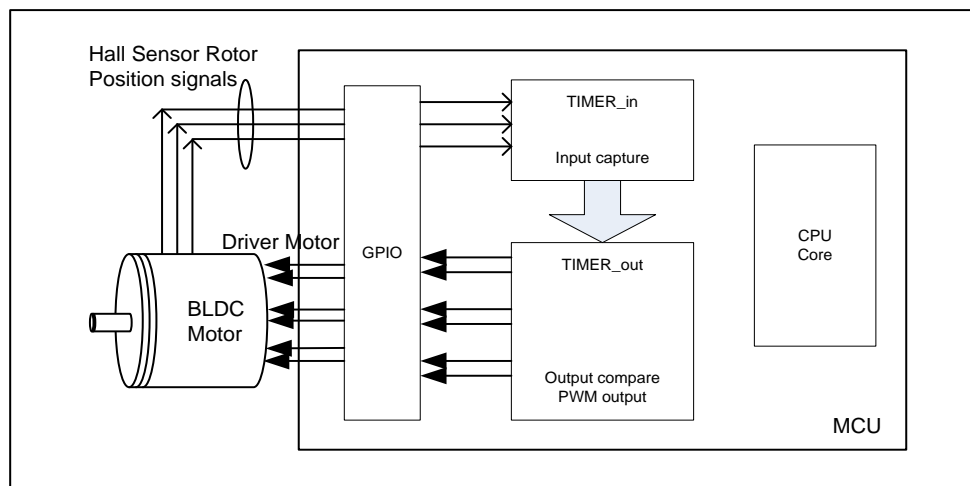 Hall Sensor Rotor
Position signals
TIMER_in
Input capture
Driver Motor
GPIO
TIMER_out
CPU
Core
BLDC
Motor
Output compare
PWM output
MCU